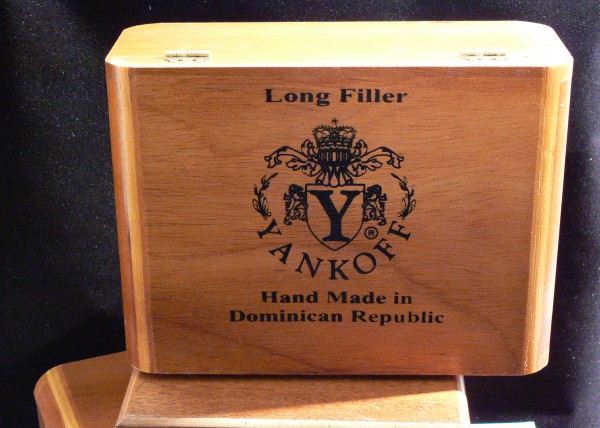 Long Filler
Y
YANKOFF ®
Hand Made in
Dominican Republic